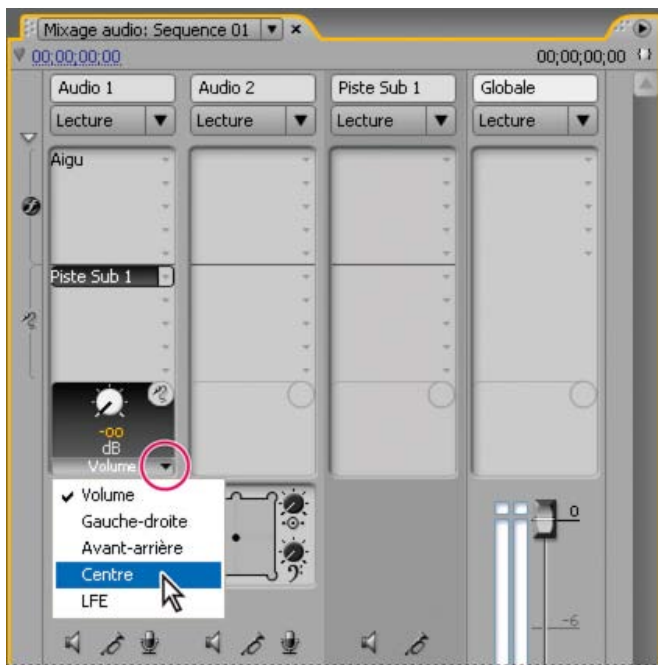 Mixage audio: Sequence 01
00;00;00;00 00;00;00;00
Audio 1 Audio 2 Piste Sub 1 Globale
Lecture Lecture Lecture Lecture
Aigu
Piste Sub 1
-oo
dB
Volume
Volume
Gauche-droite
Avant-arrière
Centre
LFE
0
-6